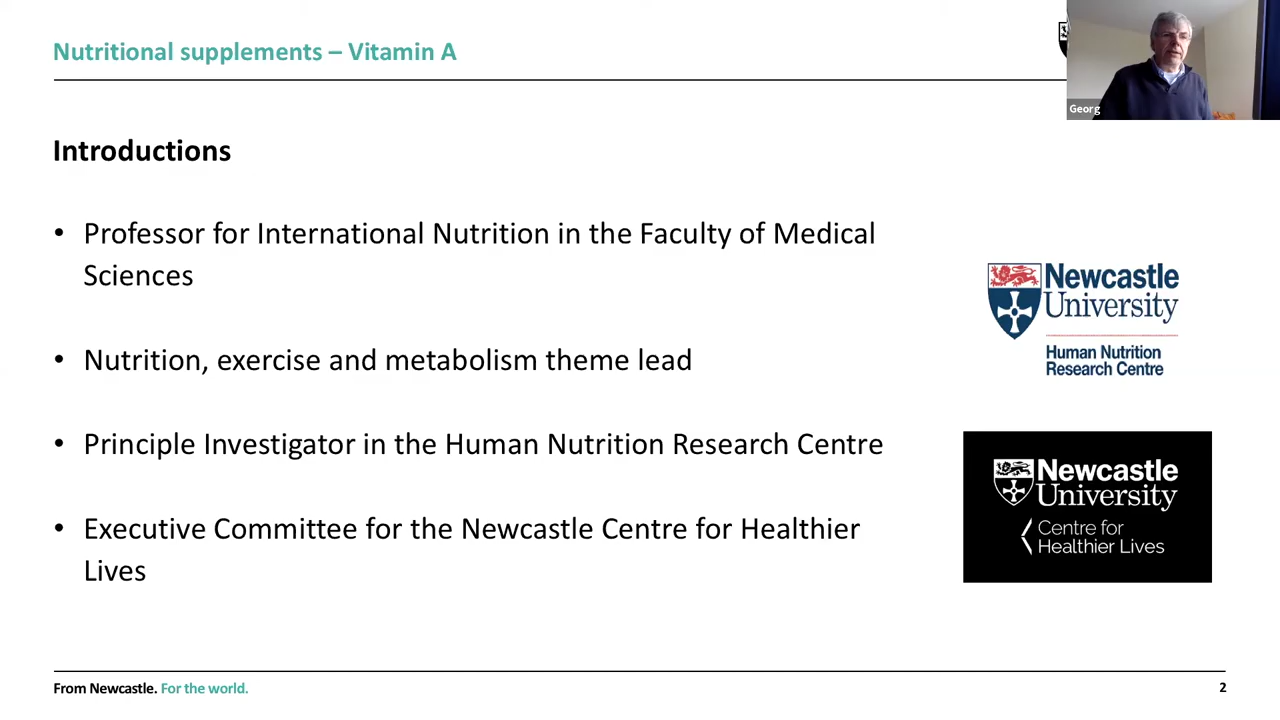 Nutritional supplements – Vitamin A
Georg
Introductions
• Professor for International Nutrition in the Faculty of Medical
Sciences
• Nutrition, exercise and metabolism theme lead
• Principle Investigator in the Human Nutrition Research Centre
• Executive Committee for the Newcastle Centre for Healthier
Lives
Newcastle
University
Human Nutrition
Research Centre
Newcastle
University
Centre for
Healthier Lives
From Newcastle. For the world.
2